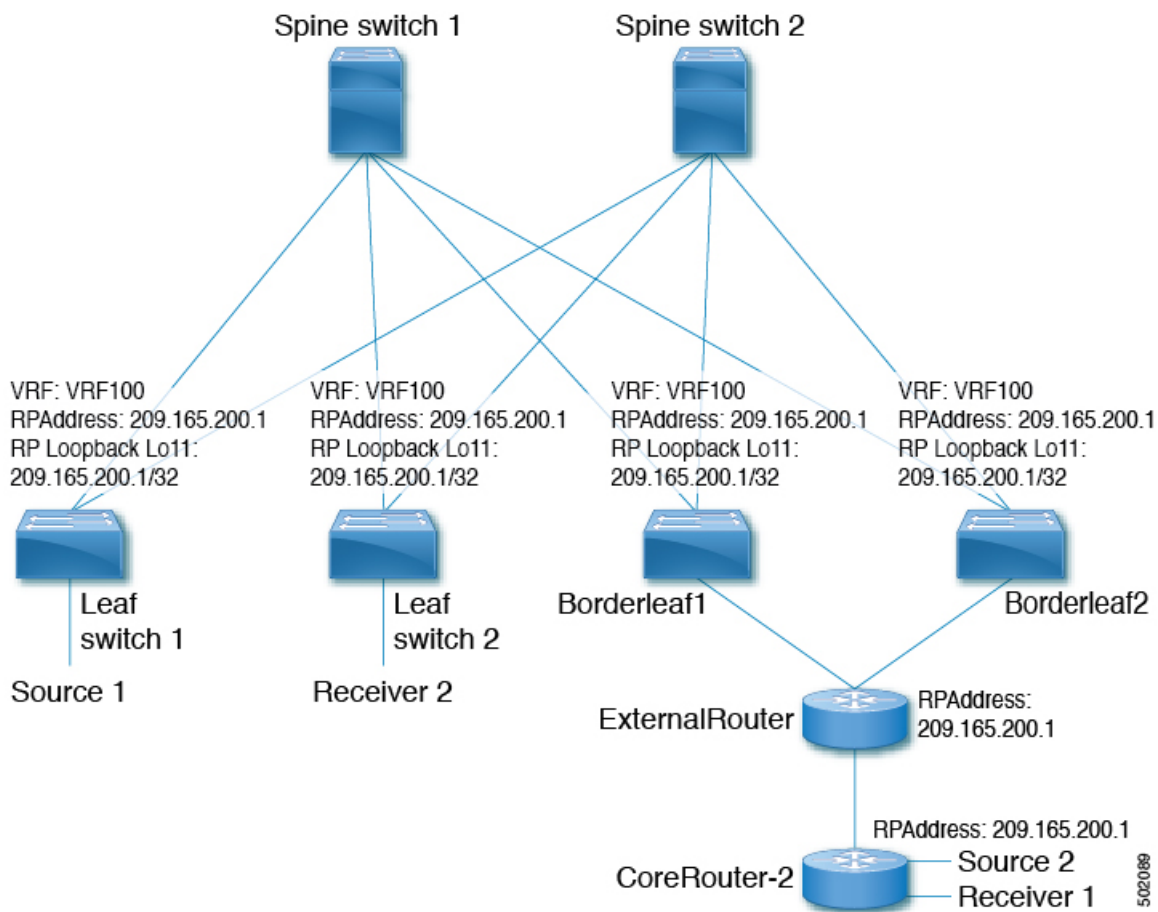 Spine switch 1
Spine switch 2
VRF: VRF100
RPAddress: 209.165.200.1
RP Loopback Lo11:
209.165.200.1/32
VRF: VRF100
RPAddress: 209.165.200.1
RP Loopback Lo11:
209.165.200.1/32
VRF: VRF100
RPAddress: 209.165.200.1
RP Loopback Lo11:
209.165.200.1/32
VRF: VRF100
RPAddress: 209.165.200.1
RP Loopback Lo11:
209.165.200.1/32
Leaf
switch 1
Leaf
switch 2
Borderleaf1
Borderleaf2
Source 1
Receiver 2
ExternalRouter
RPAddress:
209.165.200.1
RPAddress: 209.165.200.1
CoreRouter-2
Source 2
Receiver 1
502089